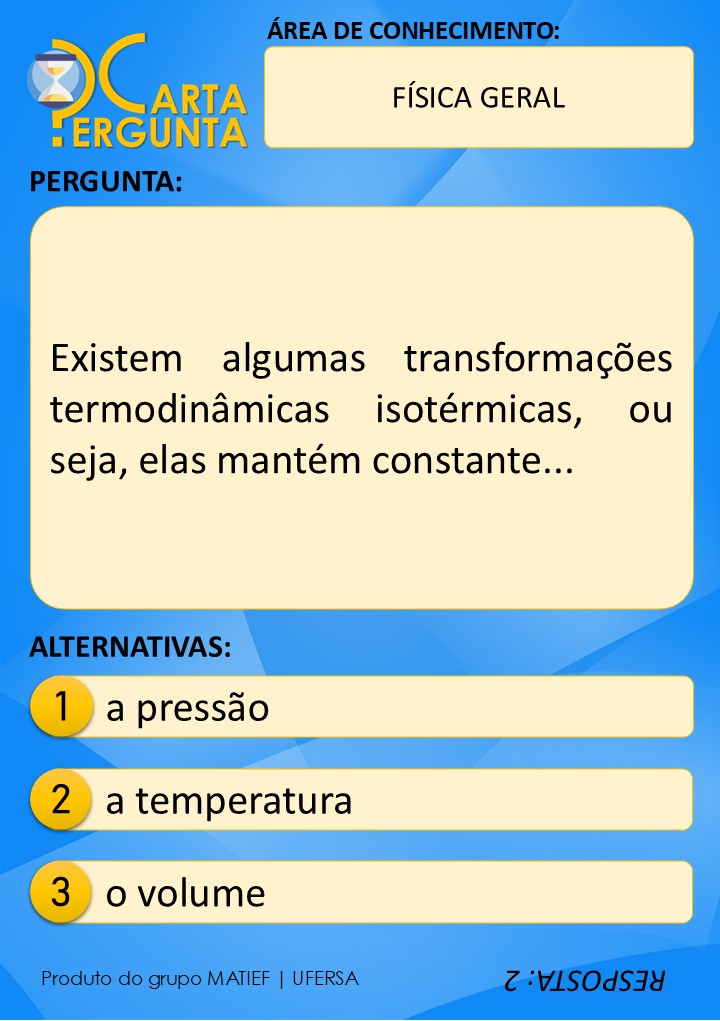 CARTA
PERGUNTA
ÁREA DE CONHECIMENTO:
FÍSICA GERAL
PERGUNTA:
Existem algumas transformações
termodinâmicas isotérmicas, ou
seja, elas mantém constante...
ALTERNATIVAS:
1 a pressão
2 a temperatura
3 o volume
Produto do grupo MATIEF | UFERSA
RESPOSTA: 2